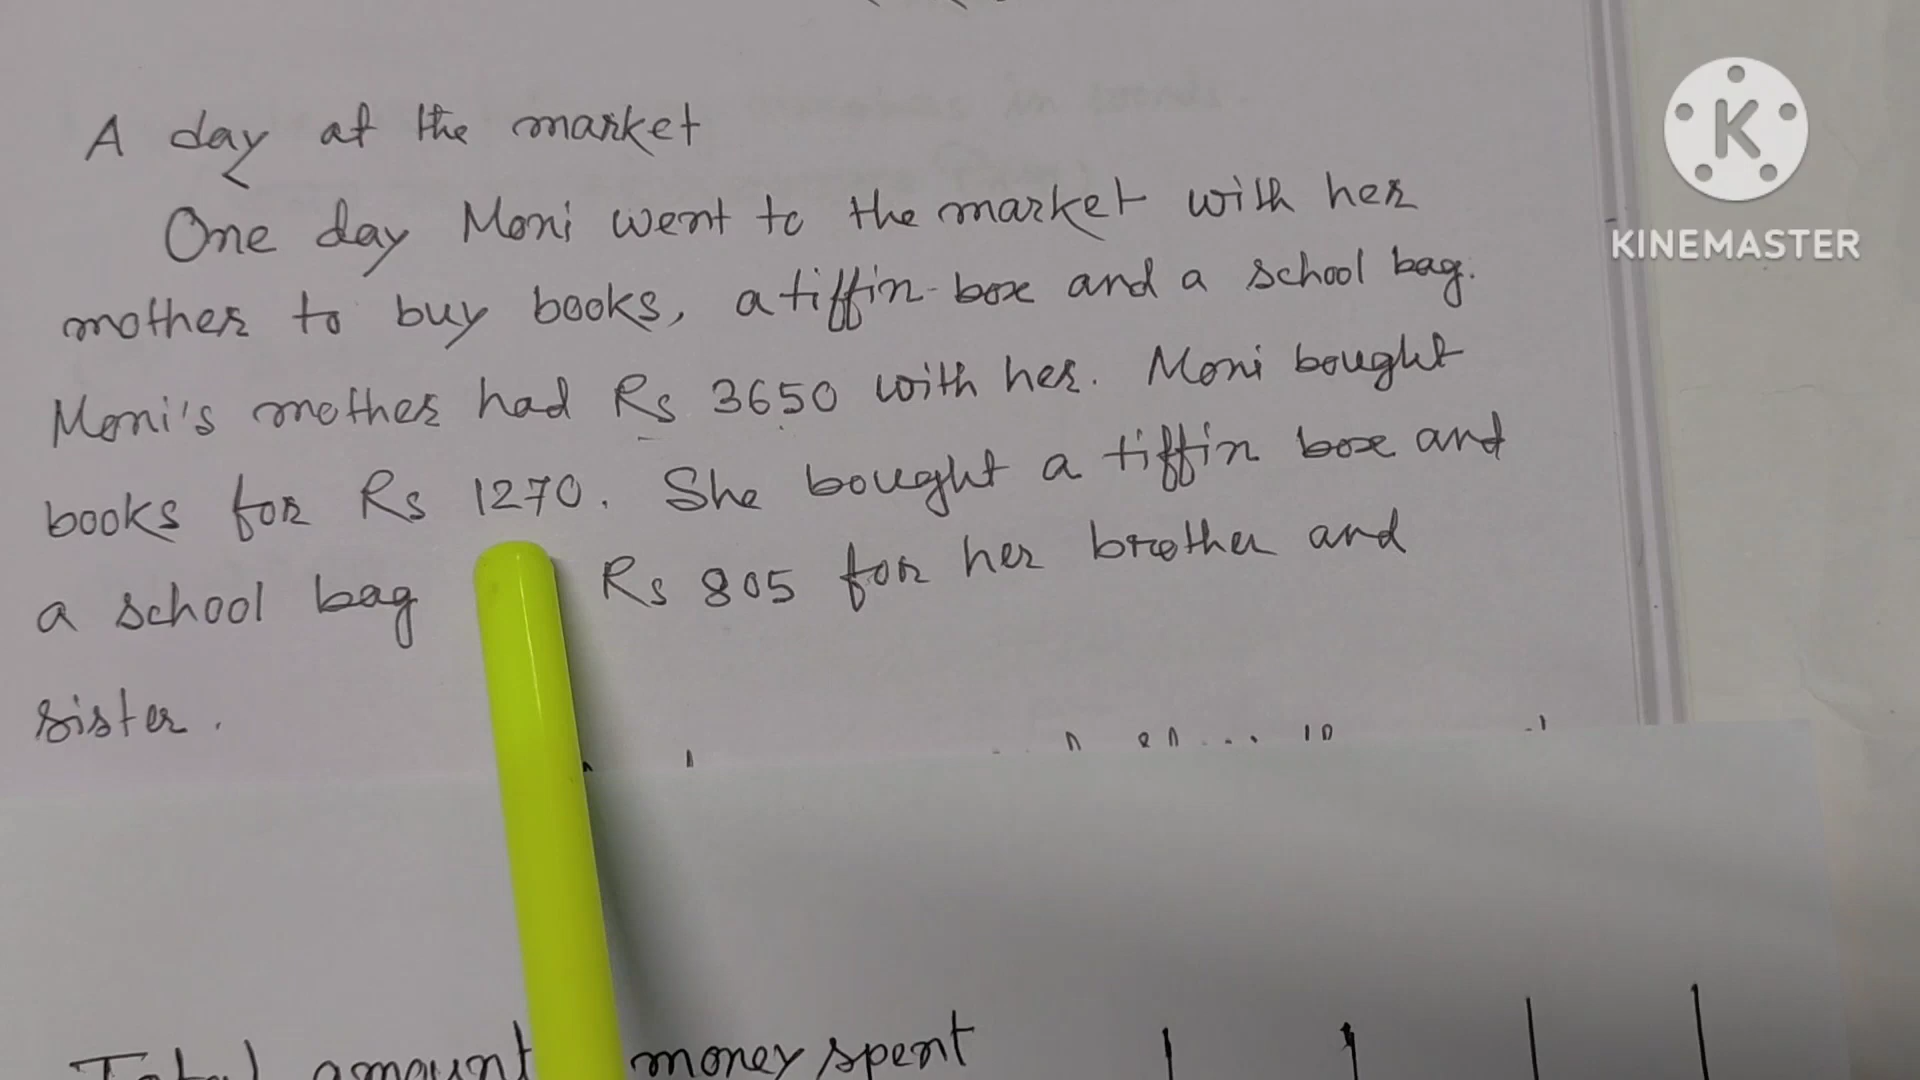 A day at the market
One day Moni went to the market with her
mother to buy books, a tiffin box and a school bag.
Moni's mother had Rs 3650 with her. Moni bought
books for Rs 1270. She bought a tiffin box and
a school bag Rs 805 for her brother and
sister.
Total amount money spent
K
KINEMASTER